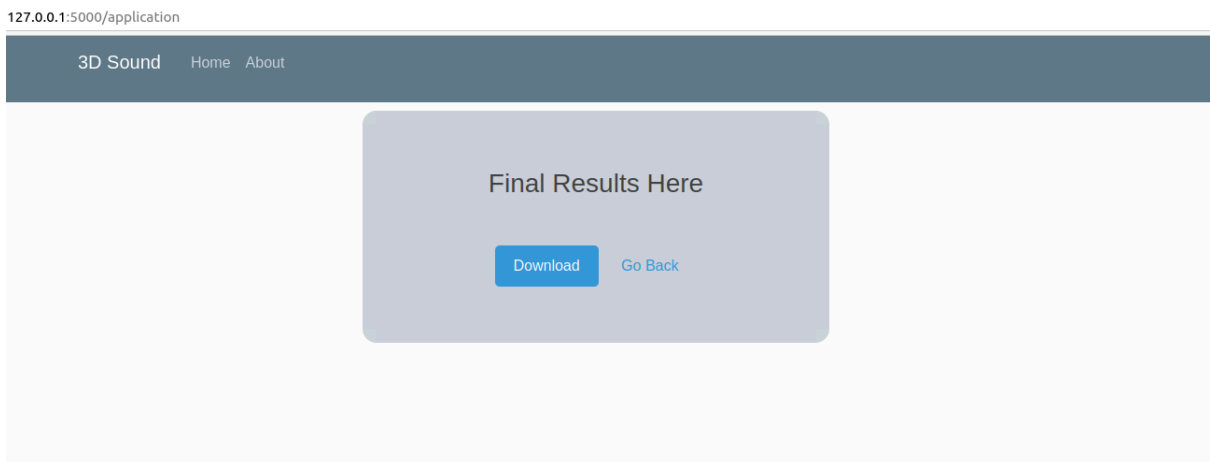 127.0.0.1:5000/application
3D Sound Home About
Final Results Here
Download Go Back